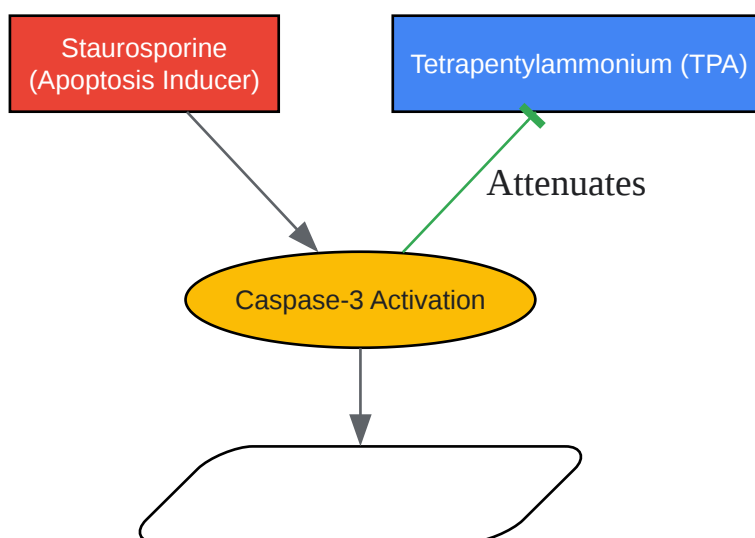 Staurosporine
(Apoptosis Inducer)
Tetrapentylammonium (TPA)
Attenuates
Caspase-3 Activation